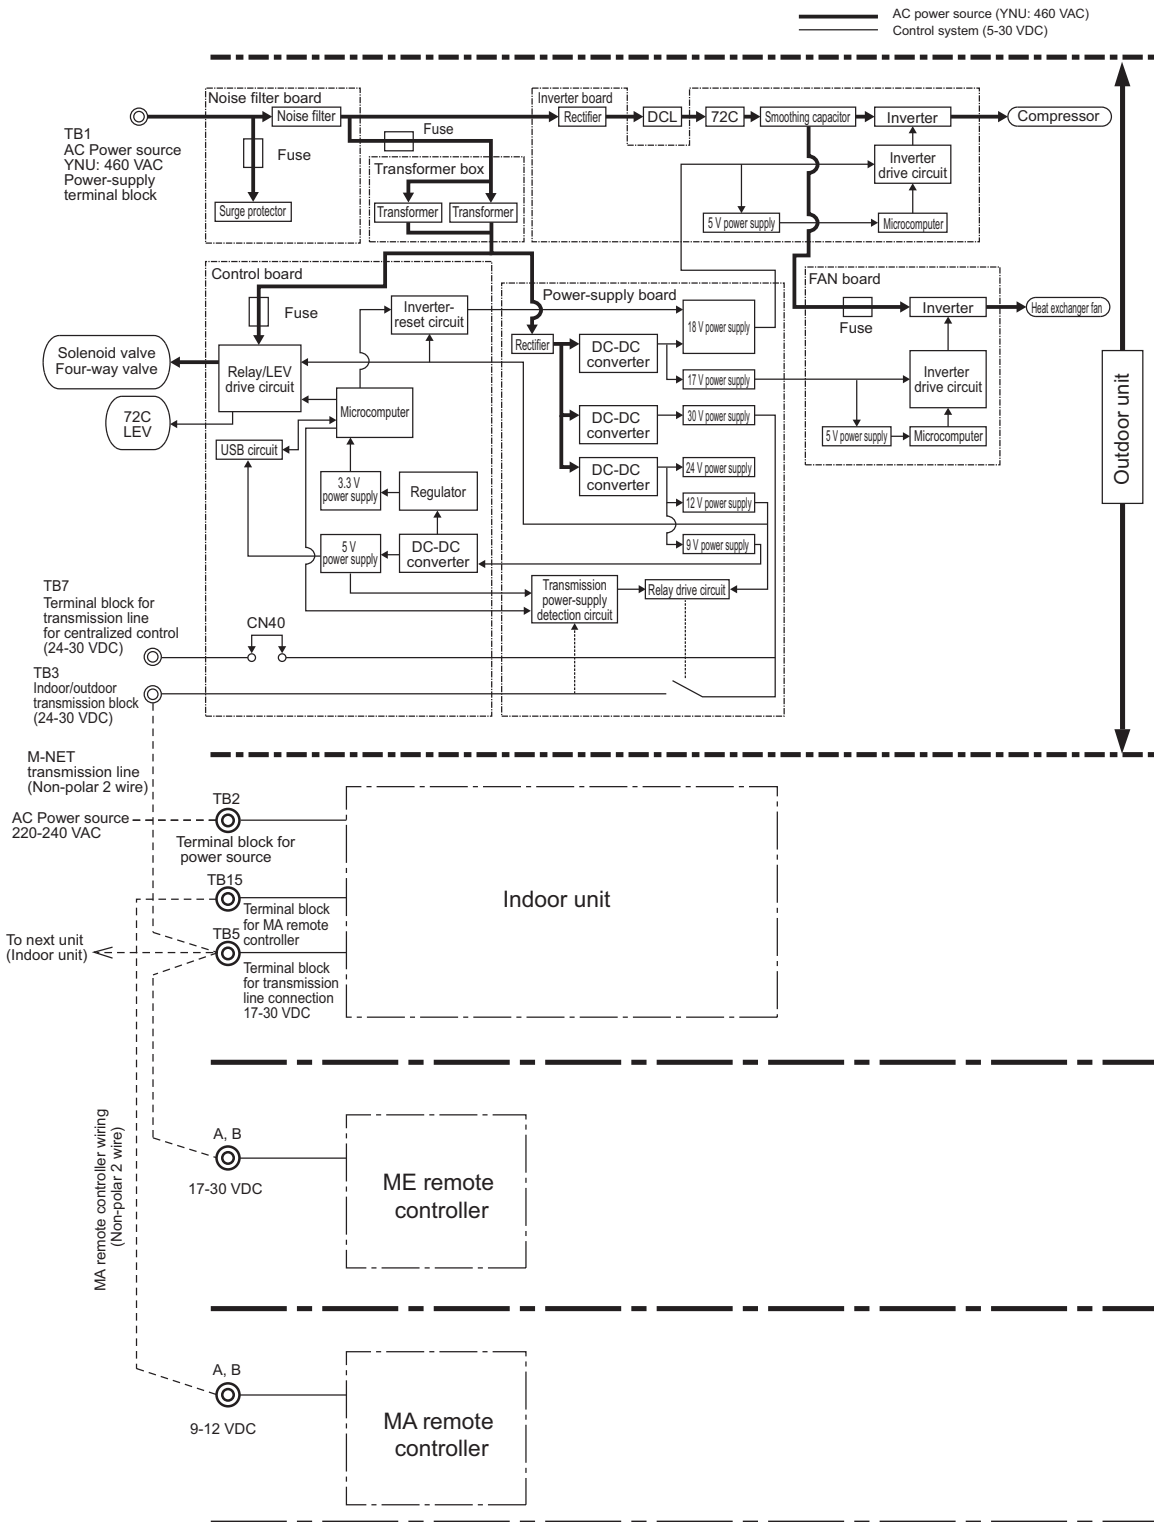 AC power source (YNU: 460 VAC)
Control system (5-30 VDC)
Noise filter board
Noise filter
Fuse
Fuse
Surge protector
TB1
AC Power source
YNU: 460 VAC
Power-supply
terminal block
Transformer box
Transformer
Transformer
Inverter board
Rectifier
DCL
72C
Smoothing capacitor
Inverter
Compressor
Inverter
drive circuit
5 V power supply
Microcomputer
FAN board
Fuse
Inverter
Heat exchanger fan
Inverter
drive circuit
5 V power supply
Microcomputer
Outdoor unit
Control board
Fuse
Inverter-
reset circuit
Solenoid valve
Four-way valve
Relay/LEV
drive circuit
72C
LEV
Microcomputer
USB circuit
3.3 V
power supply
Regulator
5 V
power supply
DC-DC
converter
Power-supply board
Rectifier
DC-DC
converter
18 V power supply
17 V power supply
DC-DC
converter
30 V power supply
DC-DC
converter
24 V power supply
12 V power supply
9 V power supply
Transmission
power-supply
detection circuit
Relay drive circuit
TB7
Terminal block for
transmission line
for centralized control
(24-30 VDC)
CN40
TB3
Indoor/outdoor
transmission block
(24-30 VDC)
M-NET
transmission line
(Non-polar 2 wire)
AC Power source
220-240 VAC
TB2
Terminal block for
power source
TB15
Terminal block
for MA remote
controller
TB5
Terminal block
for transmission
line connection
17-30 VDC
To next unit
(Indoor unit)
Indoor unit
MA remote controller wiring
(Non-polar 2 wire)
A, B
17-30 VDC
ME remote
controller
A, B
9-12 VDC
MA remote
controller